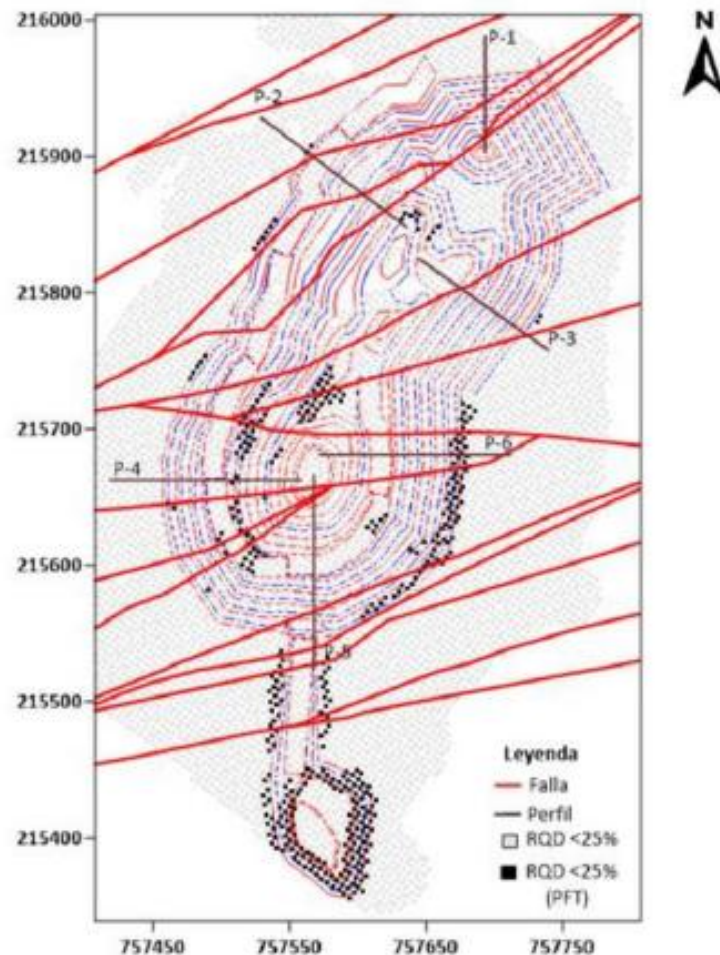 216000
N
P-1
P-2
215900
215800
P-3
215700
P-6
P-4
215600
P-5
215500
Leyenda
Falla
Perfil
RQD <25%
RQD <25%
(PFT)
215400
757450 757550 757650 757750